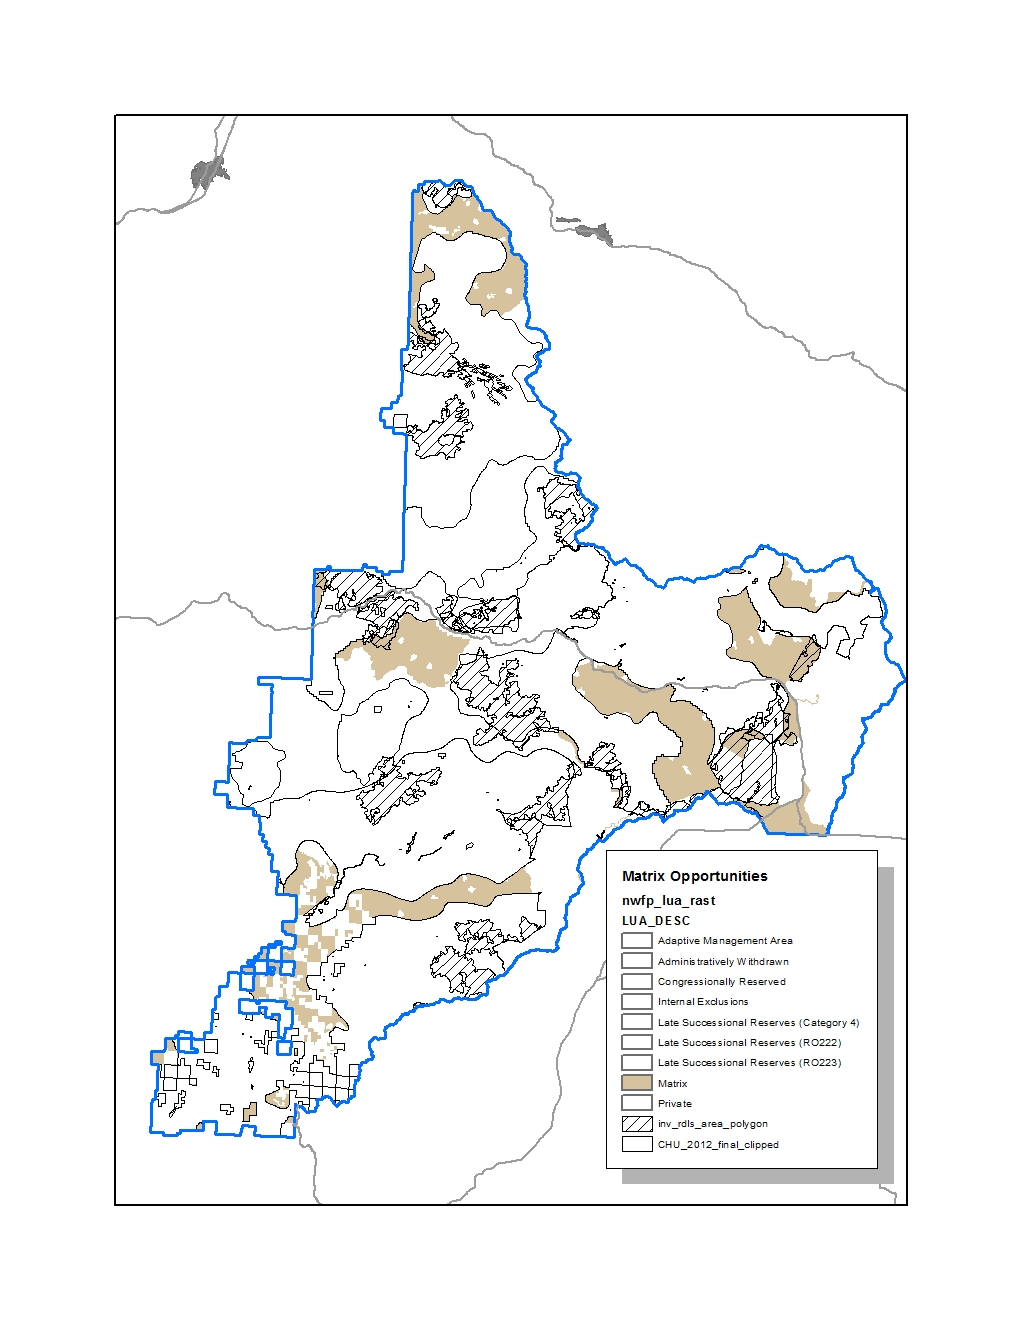 Matrix Opportunities
nwfp_lua_rast
LUA_DESC
Adaptive Management Area
Administratively Withdrawn
Congressionally Reserved
Internal Exclusions
Late Successional Reserves (Category 4)
Late Successional Reserves (RO222)
Late Successional Reserves (RO223)
Matrix
Private
inv_rdls_area_polygon
CHU_2012_final_clipped